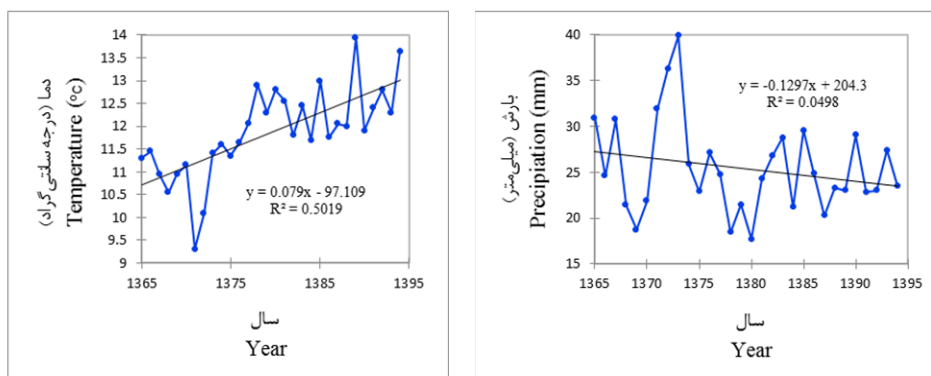 دما (درجه سلتی‌گراد)
Temperature (°c)
14
13.5
13
12.5
12
11.5
11
10.5
10
9.5
9
y = 0.079x - 97.109
R² = 0.5019
1365
1375
1385
1395
سال
Year
بارش (میلی‌متر)
Precipiation (mm)
40
35
30
25
20
15
y = -0.1297x + 204.3
R² = 0.0498
1365
1370
1375
1380
1385
1390
1395
سال
Year